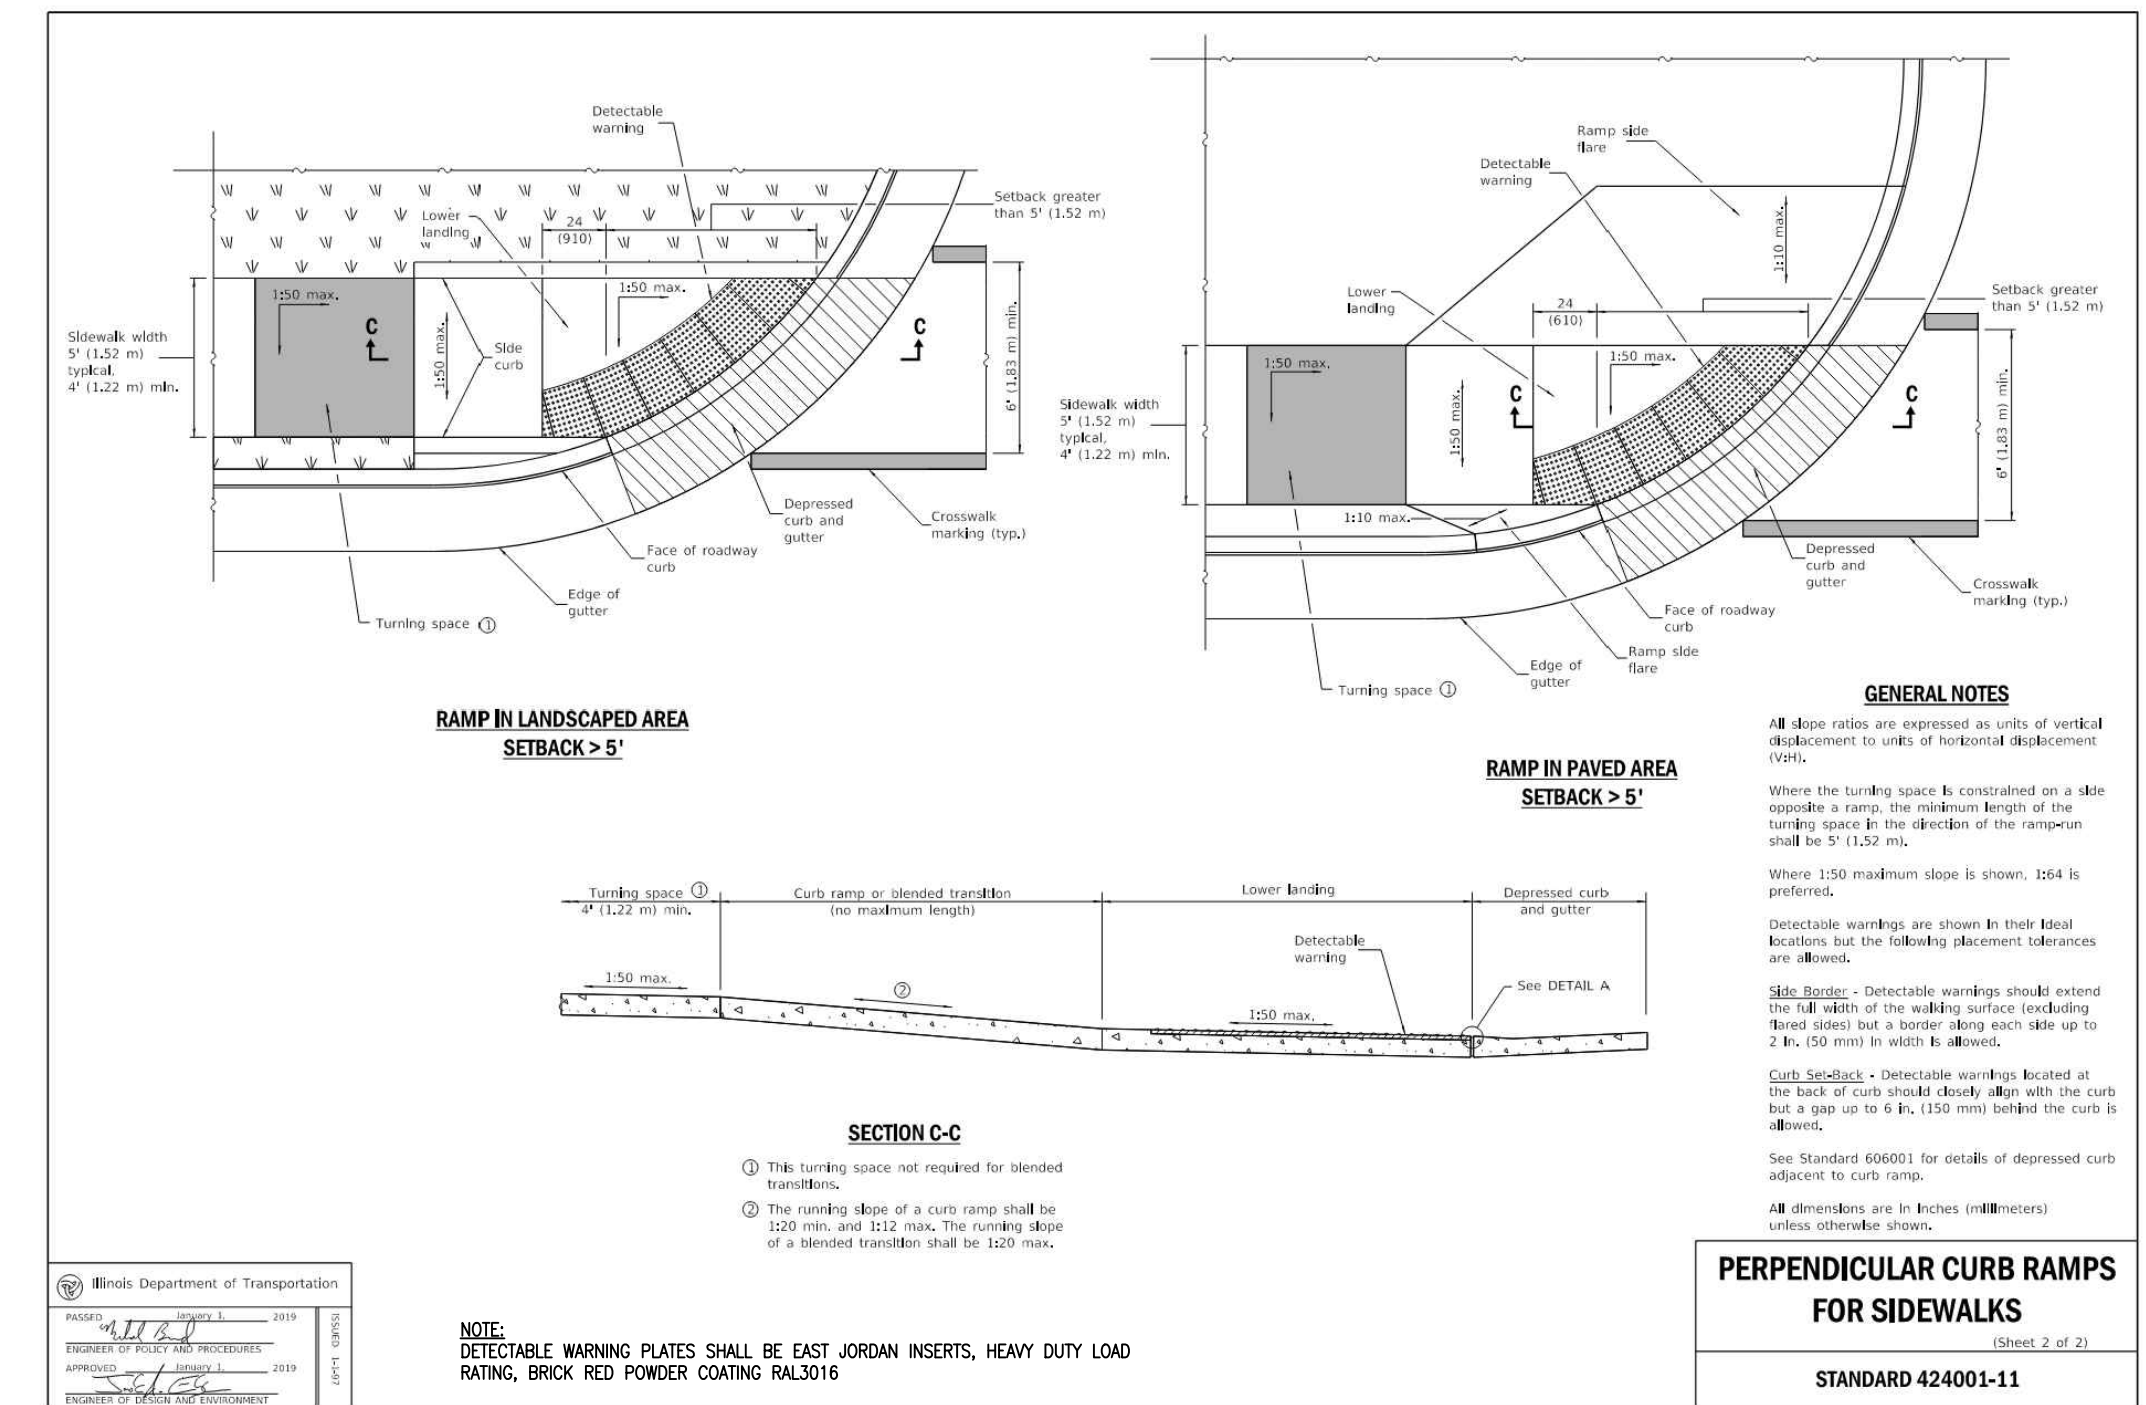 Detectable
warning
Lower
landing
24
(910)
Setback greater
than 5' (1.52 m)
1:50 max.
1:50 max.
1:50 max.
C
C
Side
curb
Sidewalk width
5' (1.52 m)
typical,
4' (1.22 m) min.
6' (1.83 m) min.
Depressed
curb and
gutter
Crosswalk
marking (typ.)
Face of roadway
curb
Edge of
gutter
Turning space ①
RAMP IN LANDSCAPED AREA
SETBACK > 5'
Ramp side
flare
Detectable
warning
1:10 max.
Lower
landing
24
(610)
Setback greater
than 5' (1.52 m)
1:50 max.
1:50 max.
1:50 max.
C
C
Sidewalk width
5' (1.52 m)
typical,
4' (1.22 m) min.
6' (1.83 m) min.
1:10 max.
Depressed
curb and
gutter
Crosswalk
marking (typ.)
Face of roadway
curb
Ramp side
flare
Edge of
gutter
Turning space ①
RAMP IN PAVED AREA
SETBACK > 5'
GENERAL NOTES
All slope ratios are expressed as units of vertical
displacement to units of horizontal displacement
(V:H).
Where the turning space is constrained on a side
opposite a ramp, the minimum length of the
turning space in the direction of the ramp-run
shall be 5' (1.52 m).
Where 1:50 maximum slope is shown, 1:64 is
preferred.
Detectable warnings are shown in their ideal
locations but the following placement tolerances
are allowed.
Side Border - Detectable warnings should extend
the full width of the walking surface (excluding
flared sides) but a border along each side up to
2 in. (50 mm) in width is allowed.
Curb Set-Back - Detectable warnings located at
the back of curb should closely align with the curb
but a gap up to 6 in. (150 mm) behind the curb is
allowed.
See Standard 606001 for details of depressed curb
adjacent to curb ramp.
All dimensions are in inches (millimeters)
unless otherwise shown.
Turning space ①
4' (1.22 m) min.
Curb ramp or blended transition
(no maximum length)
Lower landing
Depressed curb
and gutter
Detectable
warning
See DETAIL A
1:50 max.
②
1:50 max.
SECTION C-C
① This turning space not required for blended
transitions.
② The running slope of a curb ramp shall be
1:20 min. and 1:12 max. The running slope
of a blended transition shall be 1:20 max.
Illinois Department of Transportation
PASSED January 1, 2019
ENGINEER OF POLICY AND PROCEDURES
APPROVED January 1, 2019
ENGINEER OF DESIGN AND ENVIRONMENT
ISSUED 1-1-97
NOTE:
DETECTABLE WARNING PLATES SHALL BE EAST JORDAN INSERTS, HEAVY DUTY LOAD
RATING, BRICK RED POWDER COATING RAL3016
PERPENDICULAR CURB RAMPS
FOR SIDEWALKS
(Sheet 2 of 2)
STANDARD 424001-11